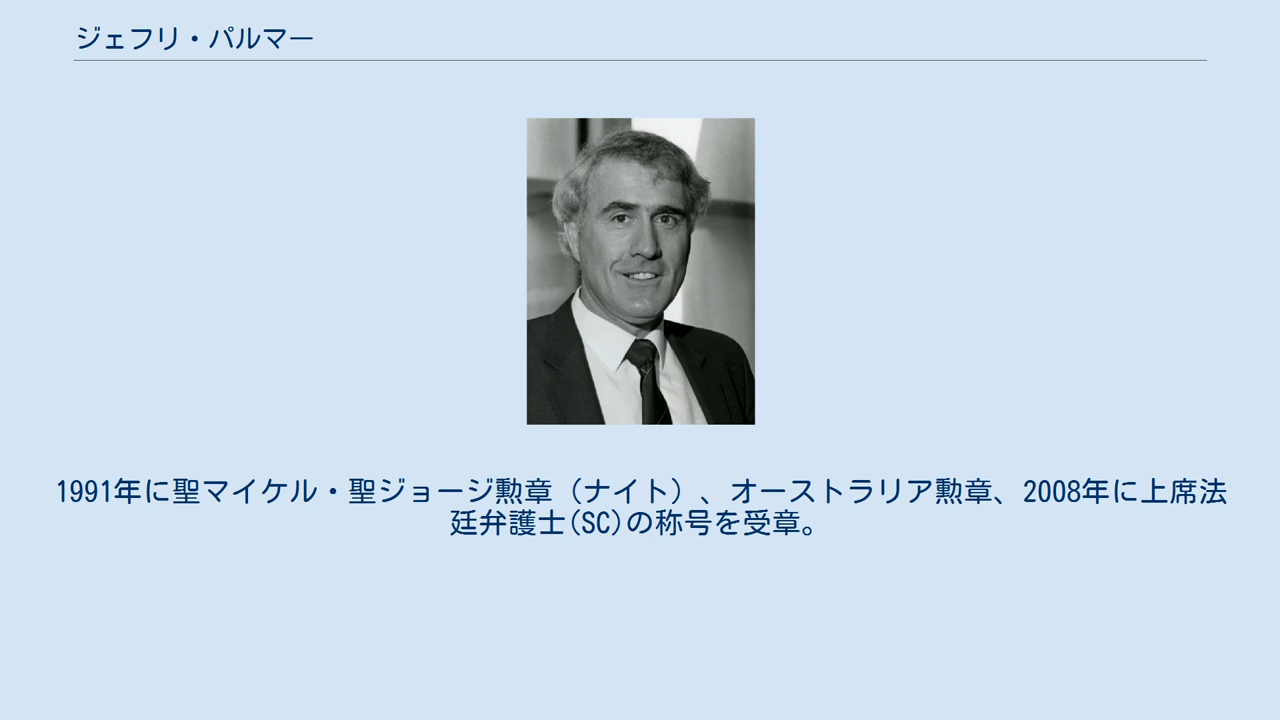 ジェフリ・パルマー
1991年に聖マイケル・聖ジョージ勲章（ナイト）、オーストラリア勲章、2008年に上席法
廷弁護士(SC)の称号を受章。